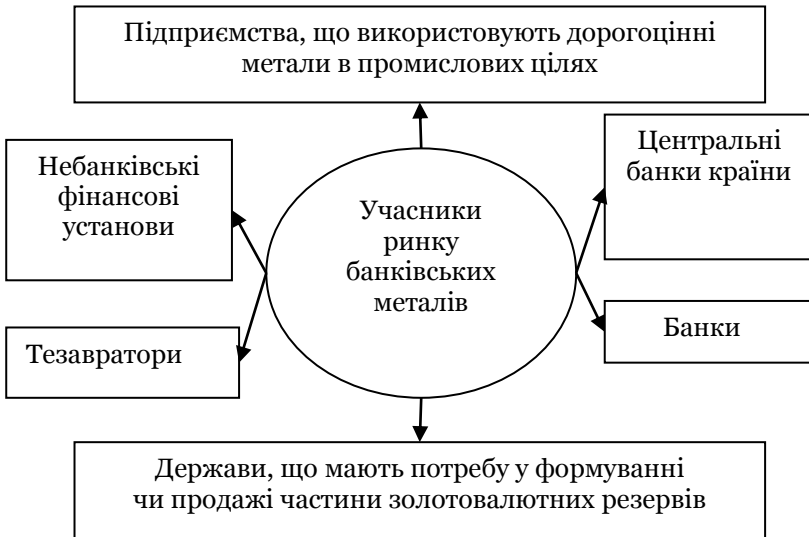 Підприємства, що використовують дорогоцінні
метали в промислових цілях
Небанківські
фінансові
установи
Центральні
банки країни
Учасники
ринку
банківських
металів
Тезавратори
Банки
Держави, що мають потребу у формуванні
чи продажі частини золотовалютних резервів